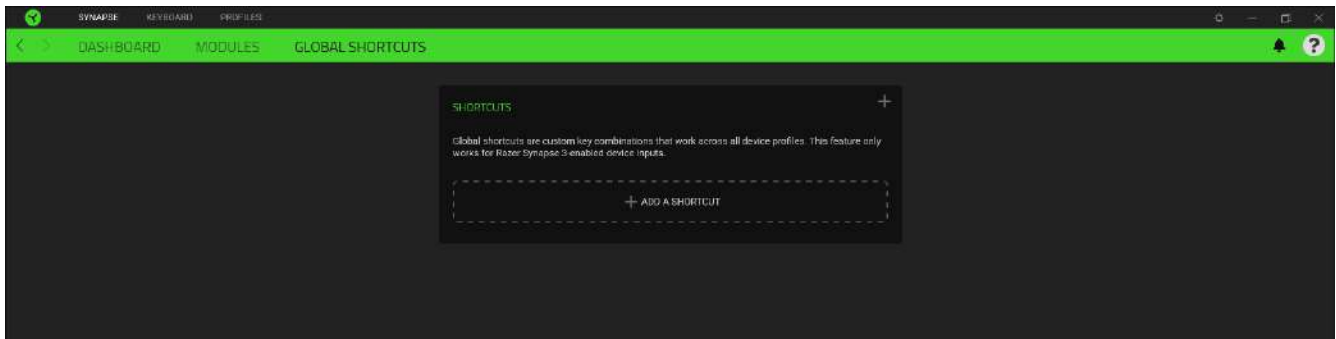 SYNAPSE KEYBOARD PROFILES
DASHBOARD MODULES GLOBAL SHORTCUTS
?
SHORTCUTS
Global shortcuts are custom key combinations that work across all device profiles. This feature only
works for Razer Synapse 3-enabled device inputs.
ADD A SHORTCUT